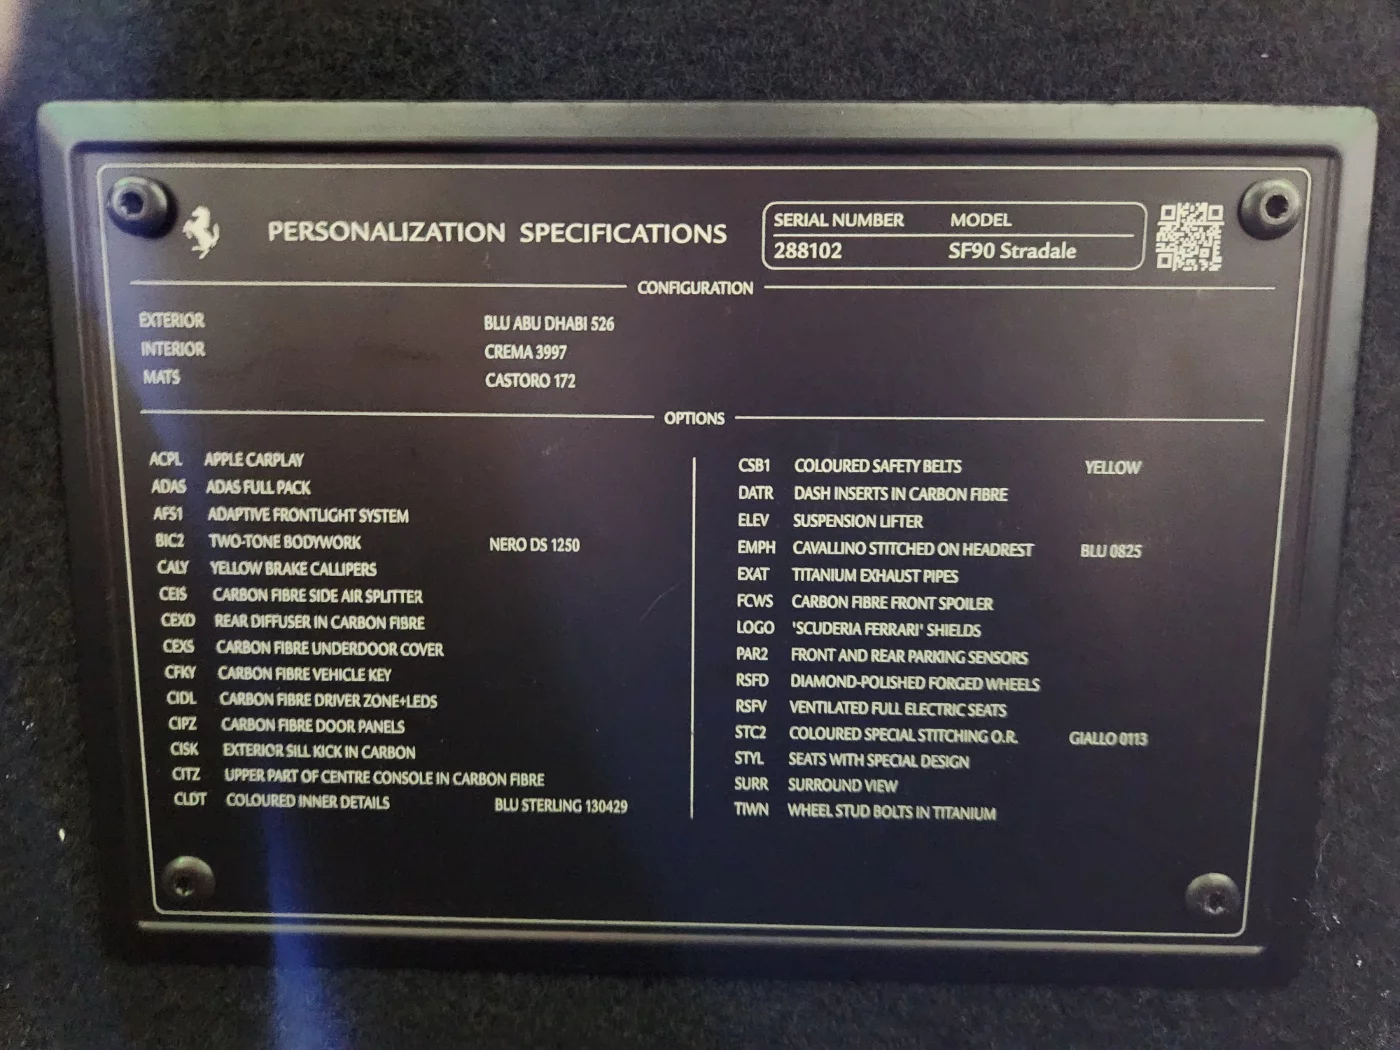 PERSONALIZATION SPECIFICATIONS
SERIAL NUMBER MODEL
288102 SF90 Stradale
CONFIGURATION
EXTERIOR BLU ABU DHABI 526
INTERIOR CREMA 3997
MATS CASTORO 172
OPTIONS
ACPL APPLE CARPLAY
ADAS ADAS FULL PACK
AFS1 ADAPTIVE FRONTLIGHT SYSTEM
BIC2 TWO-TONE BODYWORK NERO DS 1250
CALY YELLOW BRAKE CALLIPERS
CEIS CARBON FIBRE SIDE AIR SPLITTER
CEXD REAR DIFFUSER IN CARBON FIBRE
CEXS CARBON FIBRE UNDERDOOR COVER
CFKY CARBON FIBRE VEHICLE KEY
CIDL CARBON FIBRE DRIVER ZONE+LEDS
CIPZ CARBON FIBRE DOOR PANELS
CISK EXTERIOR SILL KICK IN CARBON
CITZ UPPER PART OF CENTRE CONSOLE IN CARBON FIBRE
CLDT COLOURED INNER DETAILS BLU STERLING 130429
CSB1 COLOURED SAFETY BELTS YELLOW
DATR DASH INSERTS IN CARBON FIBRE
ELEV SUSPENSION LIFTER
EMPH CAVALLINO STITCHED ON HEADREST BLU 0825
EXAT TITANIUM EXHAUST PIPES
FCWS CARBON FIBRE FRONT SPOILER
LOGO 'SCUDERIA FERRARI' SHIELDS
PAR2 FRONT AND REAR PARKING SENSORS
RSFD DIAMOND-POLISHED FORGED WHEELS
RSFV VENTILATED FULL ELECTRIC SEATS
STC2 COLOURED SPECIAL STITCHING O.R. GIALLO 0113
STYL SEATS WITH SPECIAL DESIGN
SURR SURROUND VIEW
TIWN WHEEL STUD BOLTS IN TITANIUM